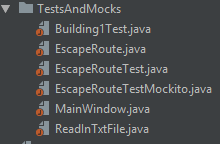 TestsAndMocks
Building1Test.java
EscapeRoute.java
EscapeRouteTest.java
EscapeRouteTestMockito.java
MainWindow.java
ReadInTxtFile.java